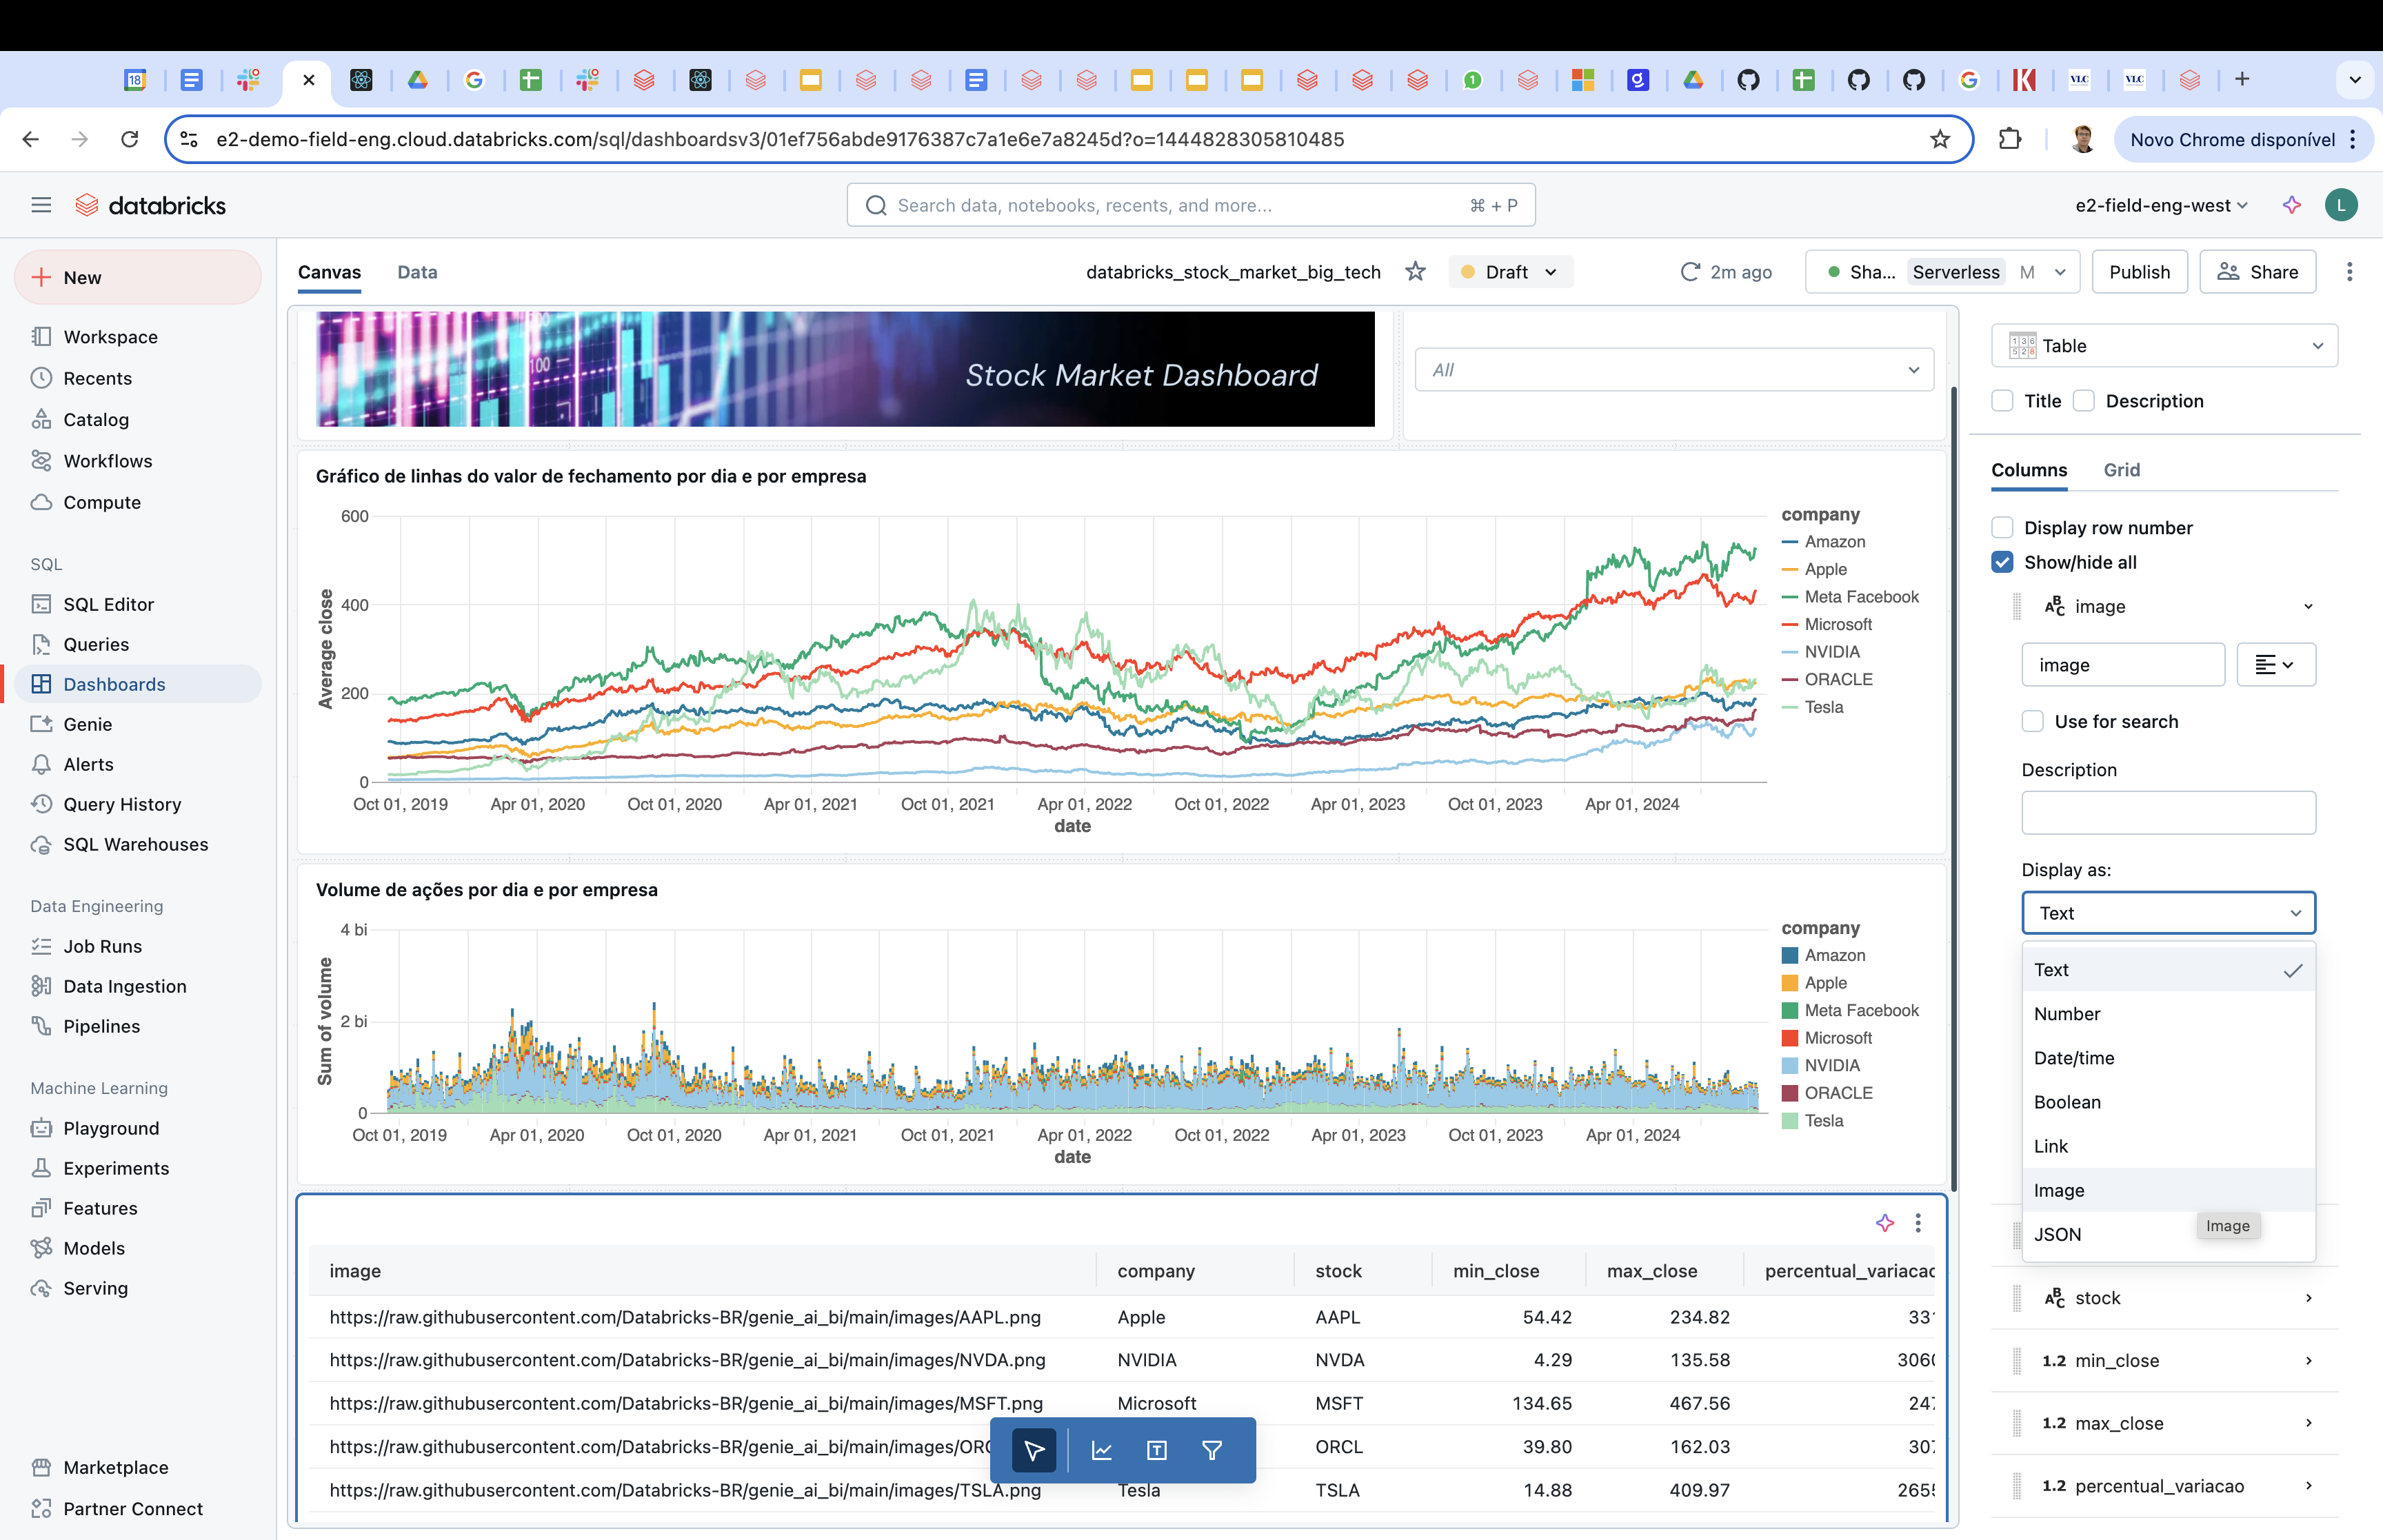 18
1
VLC
VLC
e2-demo-field-eng.cloud.databricks.com/sql/dashboardsv3/01ef756abde9176387c7a1e6e7a8245d?o=1444828305810485
Novo Chrome disponível
databricks
Search data, notebooks, recents, and more...
⌘ + P
e2-field-eng-west
L
New
Workspace
Recents
Catalog
Workflows
Compute
SQL
SQL Editor
Queries
Dashboards
Genie
Alerts
Query History
SQL Warehouses
Data Engineering
Job Runs
Data Ingestion
Pipelines
Machine Learning
Playground
Experiments
Features
Models
Serving
Marketplace
Partner Connect
Canvas
Data
databricks_stock_market_big_tech
Draft
2m ago
Sha...
Serverless
M
Publish
Share
100
Stock Market Dashboard
All
Gráfico de linhas do valor de fechamento por dia e por empresa
Average close
600
400
200
0
Oct 01, 2019
Apr 01, 2020
Oct 01, 2020
Apr 01, 2021
Oct 01, 2021
Apr 01, 2022
Oct 01, 2022
Apr 01, 2023
Oct 01, 2023
Apr 01, 2024
date
company
Amazon
Apple
Meta Facebook
Microsoft
NVIDIA
ORACLE
Tesla
Volume de ações por dia e por empresa
Sum of volume
4 bi
2 bi
0
Oct 01, 2019
Apr 01, 2020
Oct 01, 2020
Apr 01, 2021
Oct 01, 2021
Apr 01, 2022
Oct 01, 2022
Apr 01, 2023
Oct 01, 2023
Apr 01, 2024
date
company
Amazon
Apple
Meta Facebook
Microsoft
NVIDIA
ORACLE
Tesla
image company stock min_close max_close percentual_variacao
https://raw.githubusercontent.com/Databricks-BR/genie_ai_bi/main/images/AAPL.png Apple AAPL 54.42 234.82 331
https://raw.githubusercontent.com/Databricks-BR/genie_ai_bi/main/images/NVDA.png NVIDIA NVDA 4.29 135.58 3060
https://raw.githubusercontent.com/Databricks-BR/genie_ai_bi/main/images/MSFT.png Microsoft MSFT 134.65 467.56 247
https://raw.githubusercontent.com/Databricks-BR/genie_ai_bi/main/images/ORC ORCL 39.80 162.03 307
https://raw.githubusercontent.com/Databricks-BR/genie_ai_bi/main/images/TSLA.png Tesla TSLA 14.88 409.97 2655
Table
Title
Description
Columns
Grid
Display row number
Show/hide all
image
image
Use for search
Description
Display as:
Text
Text
Number
Date/time
Boolean
Link
Image
Image
JSON
stock
1.2 min_close
1.2 max_close
1.2 percentual_variacao